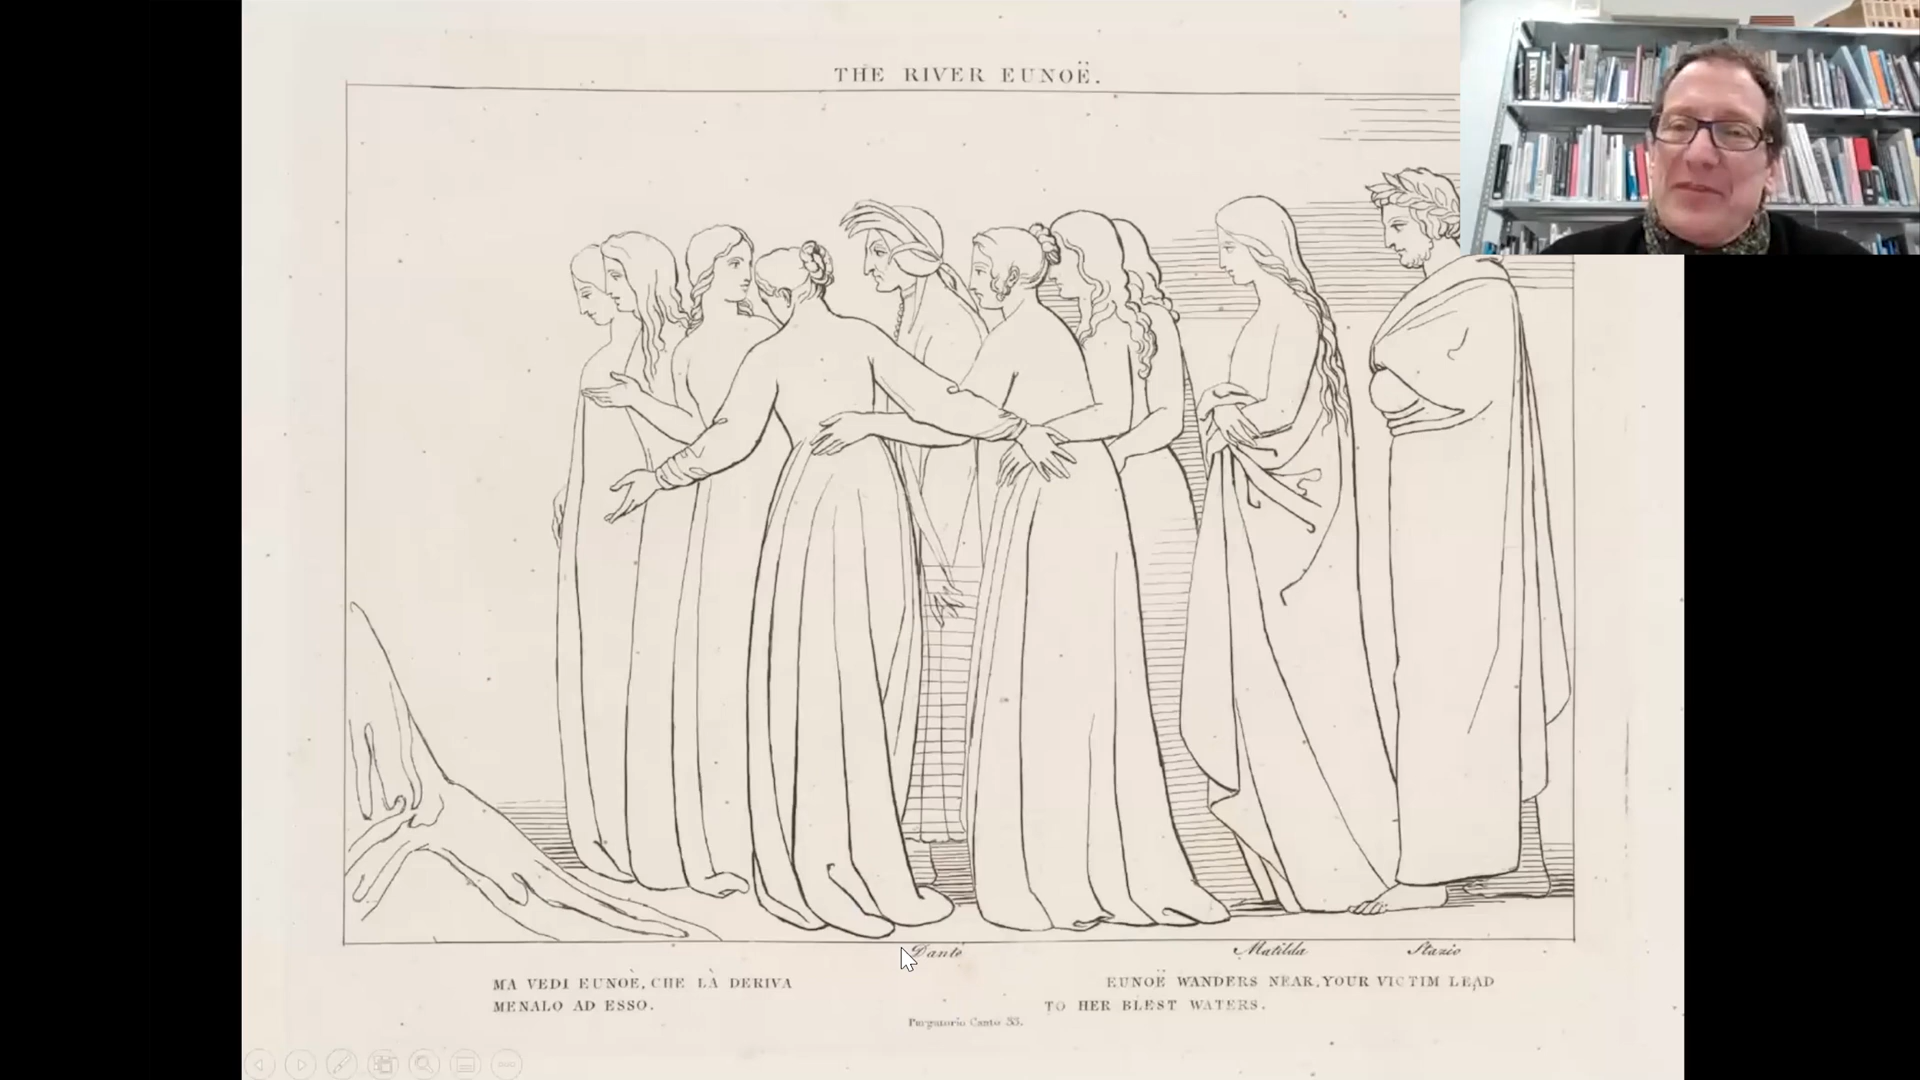 THE RIVER EUNOË.
Dante
Matilda
Stazio
MA VEDI EUNOÈ, CHE LÀ DERIVA
MENALO AD ESSO.
EUNOË WANDERS NEAR, YOUR VICTIM LEAD
TO HER BLEST WATERS.
Purgatorio Canto 33.